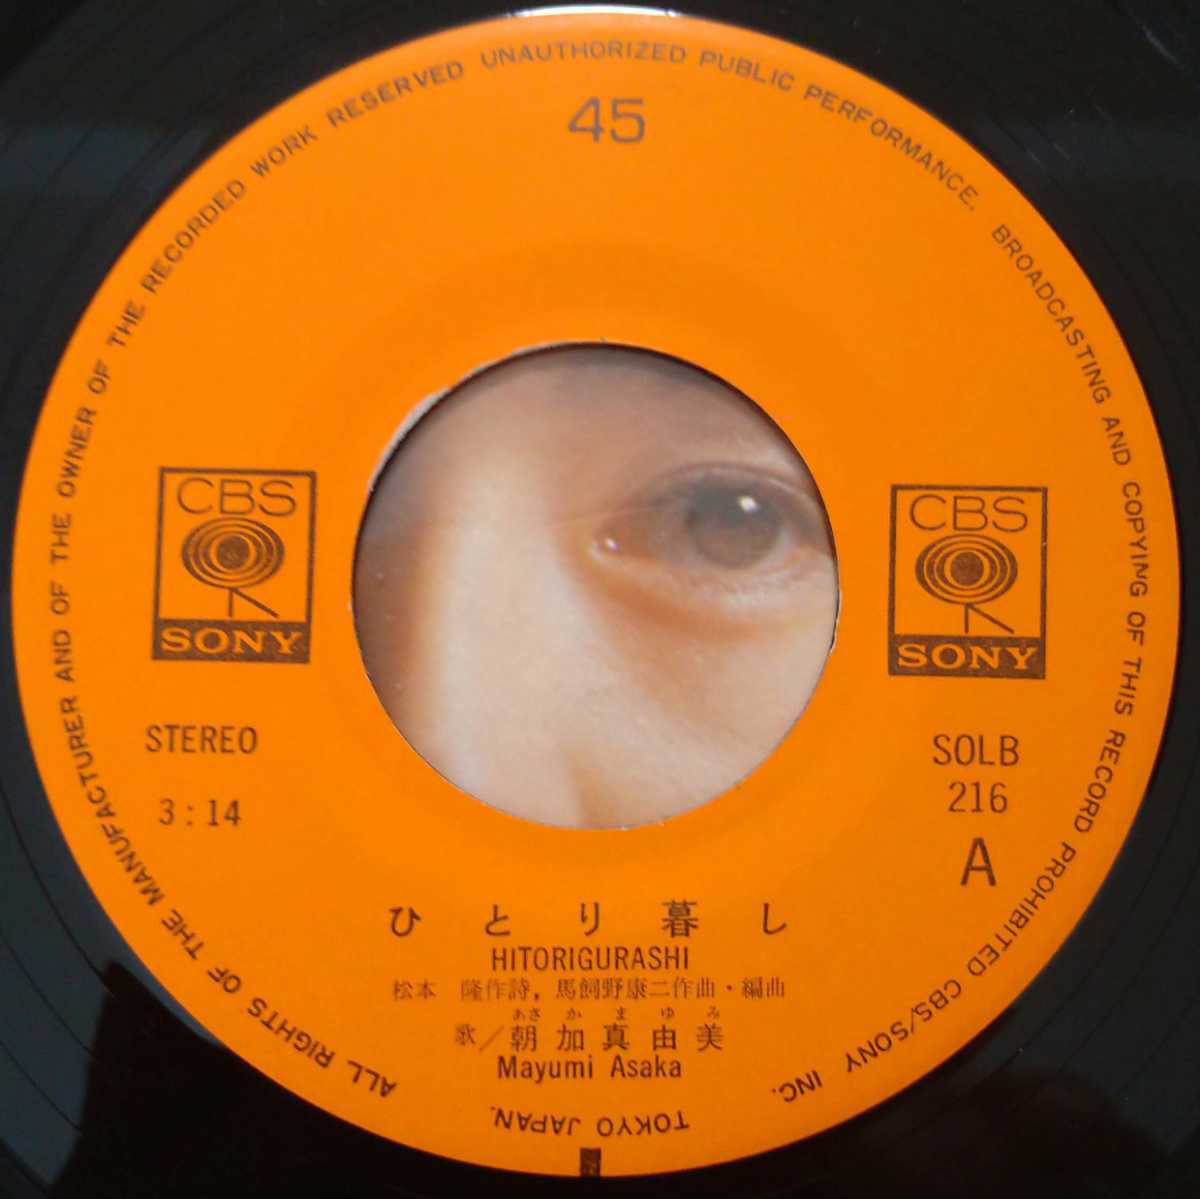 45
ALL RIGHTS OF THE MANUFACTURER AND OF THE OWNER OF THE RECORDED WORK RESERVED UNAUTHORIZED PUBLIC PERFORMANCE, BROADCASTING AND COPYING OF THIS RECORD PROHIBITED CBS/SONY INC.
TOKYO JAPAN.
CBS
SONY
CBS
SONY
STEREO
3:14
SOLB
216
A
ひとり暮し
HITORIGURASHI
松本 隆作詩, 馬飼野康二作曲・編曲
あさかまゆみ
歌／朝加真由美
Mayumi Asaka